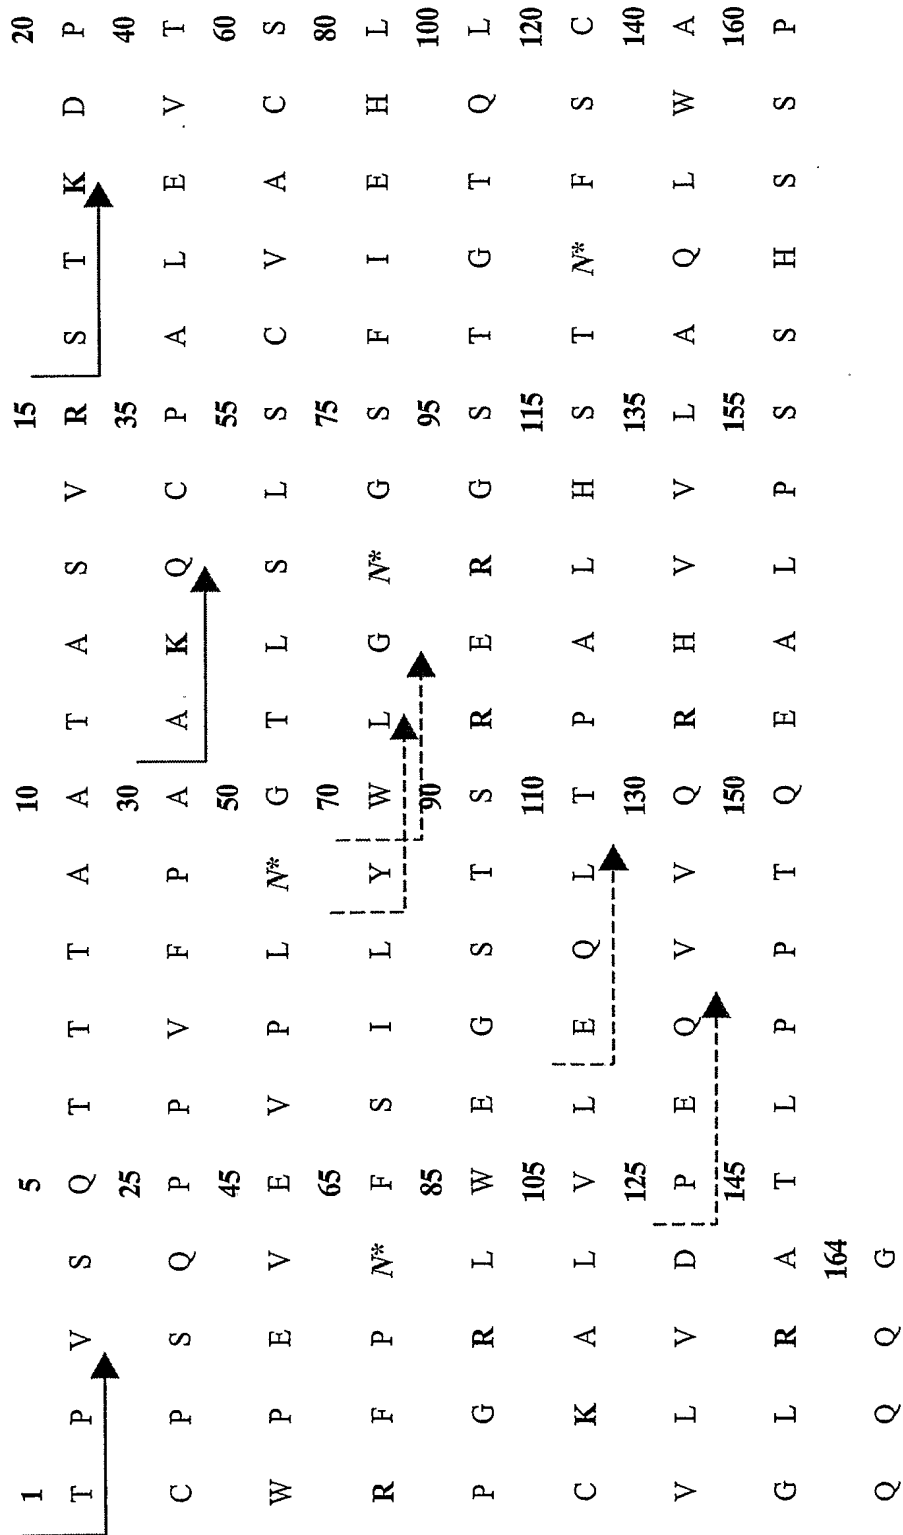 1 5 10 15 20
T P V S Q T T T A A T A S V R S T K D P
25 30 35 40
C P S Q P P V F P A A K Q C P A L E V T
45 50 55 60
W P E V E V P L N* G T L S L S C V A C S
65 70 75 80
R F P N* F S I L Y W L G N* G S F I E H L
85 90 95 100
P G R L W E G S T S R E R G S T G T Q L
105 110 115 120
C K A L V L E Q L T P A L H S T N* F S C
125 130 135 140
V L V D P E Q V V Q R H V V L A Q L W A
145 150 155 160
G L R A T L P P T Q E A L P S S H S S P
164
Q Q Q G